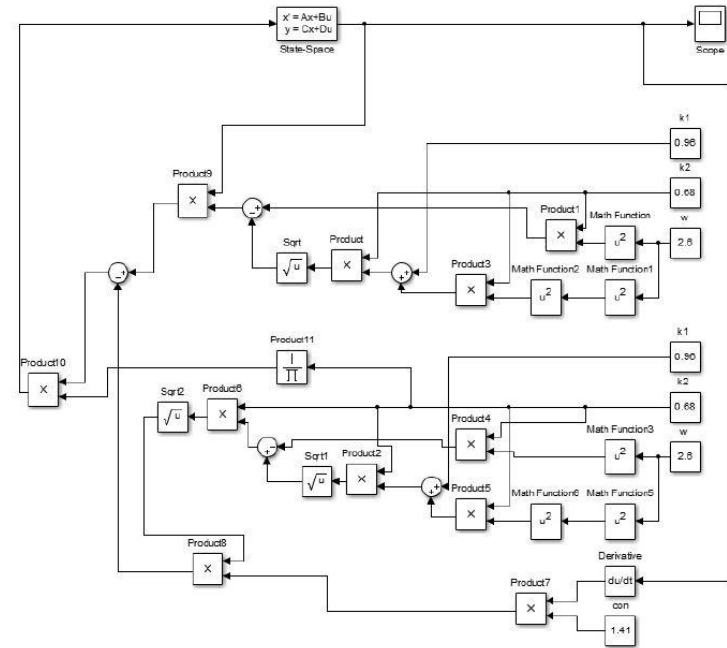 x' = Ax+Bu
y = Cx+Du
State-Space
Scope
k1
0.96
k2
0.68
w
2.6
Product9
×
− +
Product1
×
Math Function
u²
Sqrt
√u
Product
×
+ +
Product3
×
Math Function2
u²
Math Function1
u²
− +
Product10
×
Product11
1
∏
k1
0.96
k2
0.68
w
2.6
Sqrt2
√u
Product6
×
− +
Product4
×
Math Function3
u²
Sqrt1
√u
Product2
×
+ +
Product5
×
Math Function6
u²
Math Function5
u²
Product8
×
Product7
×
Derivative
du/dt
con
1.41